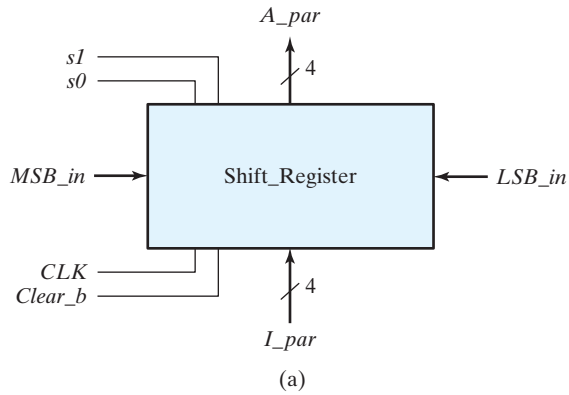 A_par
s1
4
s0
MSB_in
Shift_Register
LSB_in
CLK
4
Clear_b
I_par
(a)